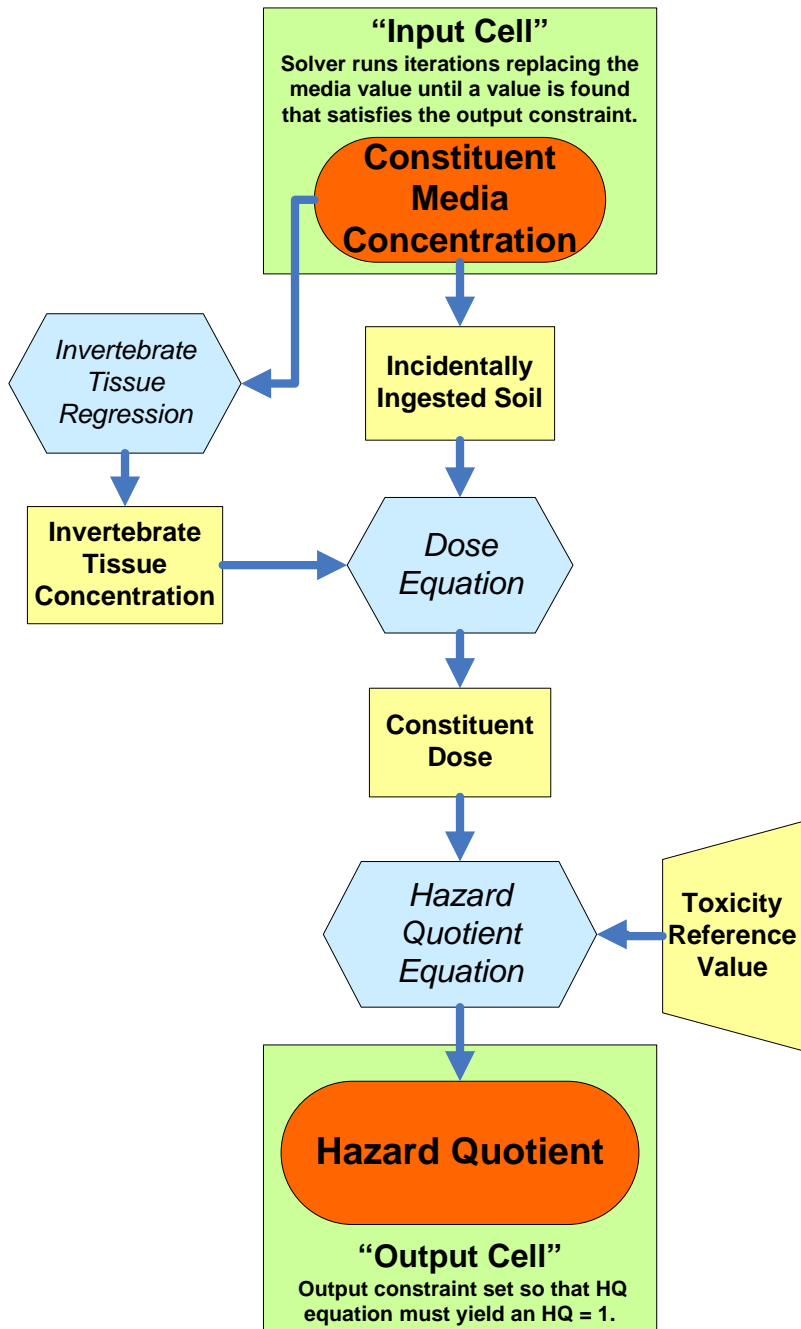 “Input Cell”
Solver runs iterations replacing the
media value until a value is found
that satisfies the output constraint.
Constituent
Media
Concentration
Invertebrate
Tissue
Regression
Incidentally
Ingested Soil
Invertebrate
Tissue
Concentration
Dose
Equation
Constituent
Dose
Hazard
Quotient
Equation
Toxicity
Reference
Value
Hazard Quotient
“Output Cell”
Output constraint set so that HQ
equation must yield an HQ = 1.